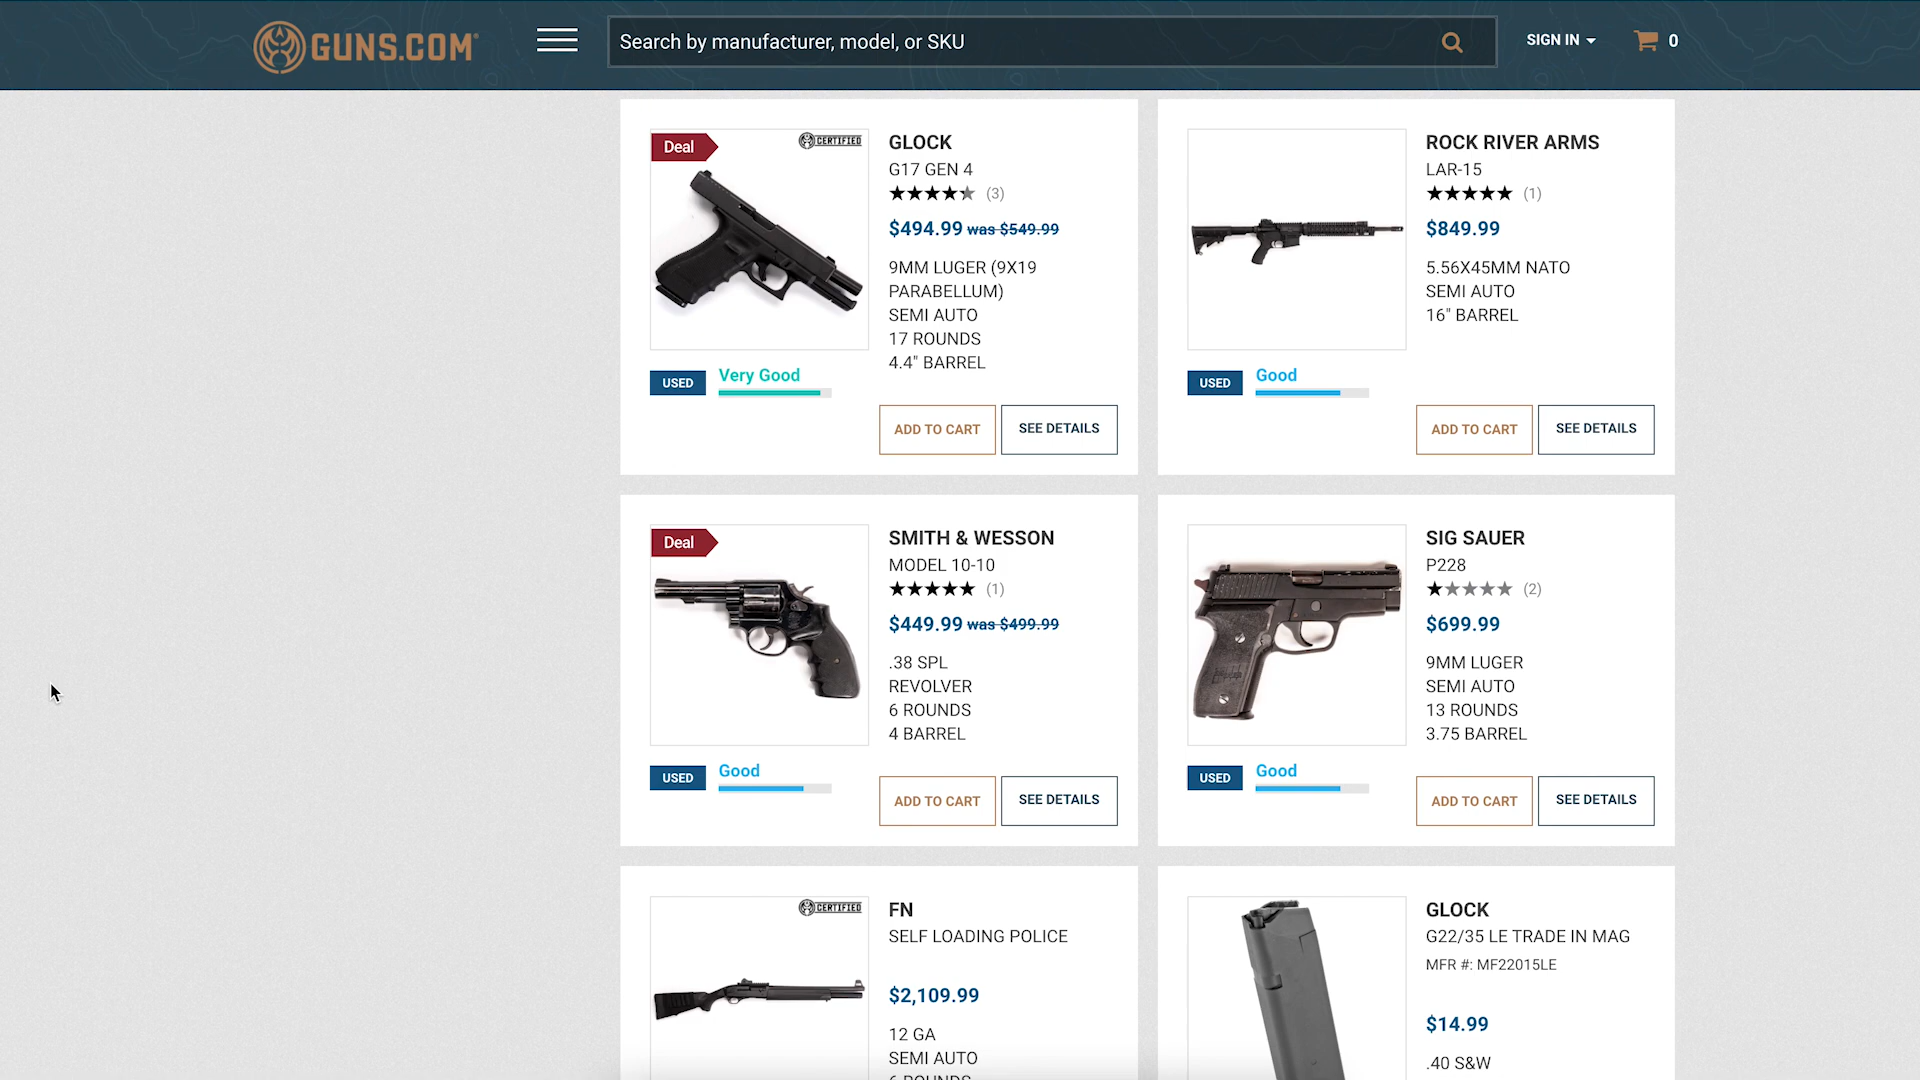 GUNS.COM
Search by manufacturer, model, or SKU
SIGN IN
0
Deal
CERTIFIED
GLOCK
G17 GEN 4
(3)
$494.99 was $549.99
9MM LUGER (9X19
PARABELLUM)
SEMI AUTO
17 ROUNDS
4.4" BARREL
USED
Very Good
ADD TO CART
SEE DETAILS
ROCK RIVER ARMS
LAR-15
(1)
$849.99
5.56X45MM NATO
SEMI AUTO
16" BARREL
USED
Good
ADD TO CART
SEE DETAILS
Deal
SMITH & WESSON
MODEL 10-10
(1)
$449.99 was $499.99
.38 SPL
REVOLVER
6 ROUNDS
4 BARREL
USED
Good
ADD TO CART
SEE DETAILS
SIG SAUER
P228
(2)
$699.99
9MM LUGER
SEMI AUTO
13 ROUNDS
3.75 BARREL
USED
Good
ADD TO CART
SEE DETAILS
CERTIFIED
FN
SELF LOADING POLICE
$2,109.99
12 GA
SEMI AUTO
6 ROUNDS
GLOCK
G22/35 LE TRADE IN MAG
MFR #: MF22015LE
$14.99
.40 S&W